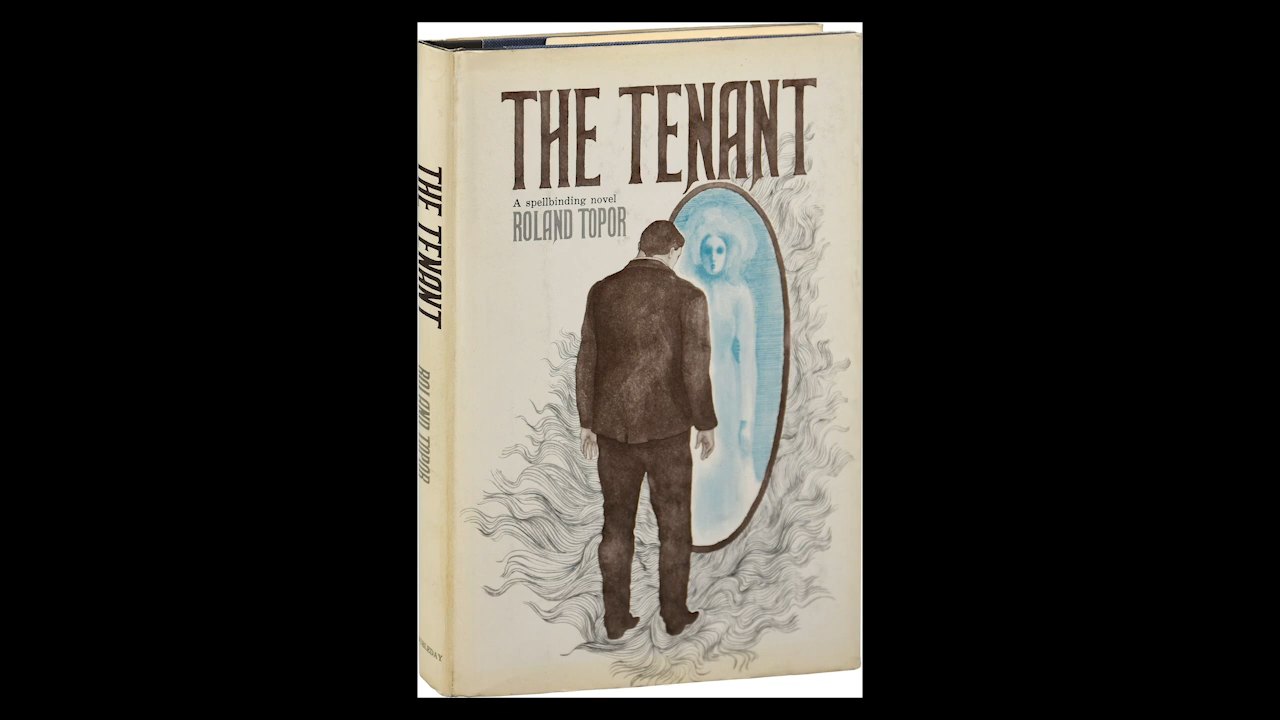 THE TENANT
A spellbinding novel
ROLAND TOPOR
THE TENANT
ROLAND TOPOR